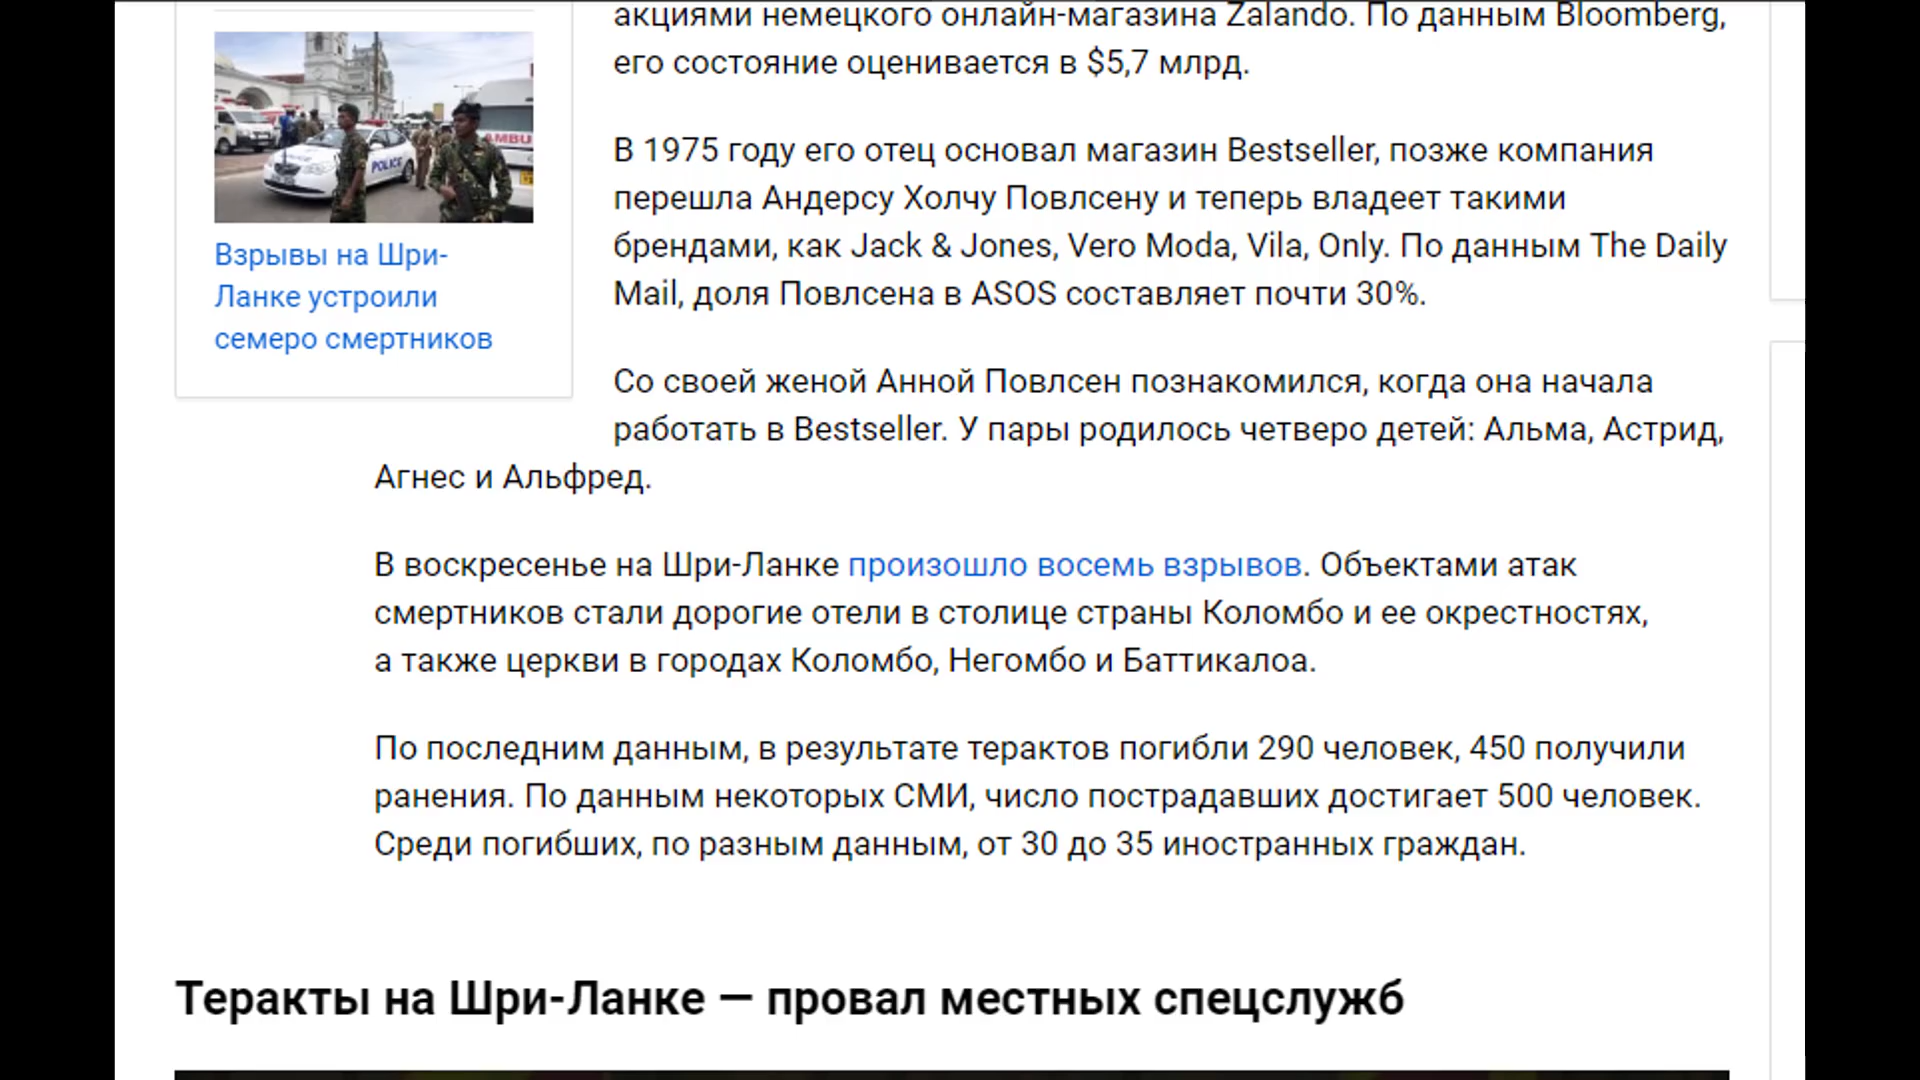 акциями немецкого онлайн-магазина Zalando. По данным Bloomberg,
его состояние оценивается в $5,7 млрд.
POLICE
AMBU
Взрывы на Шри-
Ланке устроили
семеро смертников
В 1975 году его отец основал магазин Bestseller, позже компания
перешла Андерсу Холчу Повлсену и теперь владеет такими
брендами, как Jack & Jones, Vero Moda, Vila, Only. По данным The Daily
Mail, доля Повлсена в ASOS составляет почти 30%.
Со своей женой Анной Повлсен познакомился, когда она начала
работать в Bestseller. У пары родилось четверо детей: Альма, Астрид,
Агнес и Альфред.
В воскресенье на Шри-Ланке произошло восемь взрывов. Объектами атак
смертников стали дорогие отели в столице страны Коломбо и ее окрестностях,
а также церкви в городах Коломбо, Негомбо и Баттикалоа.
По последним данным, в результате терактов погибли 290 человек, 450 получили
ранения. По данным некоторых СМИ, число пострадавших достигает 500 человек.
Среди погибших, по разным данным, от 30 до 35 иностранных граждан.
Теракты на Шри-Ланке — провал местных спецслужб